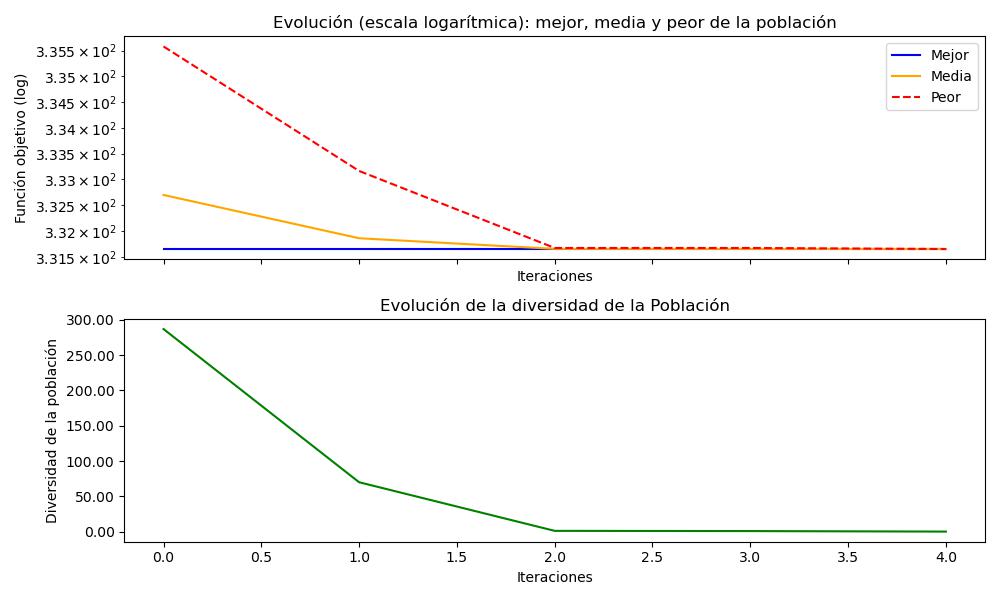 Evolución (escala logarítmica): mejor, media y peor de la población
3.355 × 10²
3.35 × 10²
3.345 × 10²
3.34 × 10²
3.335 × 10²
3.33 × 10²
3.325 × 10²
3.32 × 10²
3.315 × 10²
Función objetivo (log)
Mejor
Media
Peor
Iteraciones
Evolución de la diversidad de la Población
300.00
250.00
200.00
150.00
100.00
50.00
0.00
Diversidad de la población
0.0 0.5 1.0 1.5 2.0 2.5 3.0 3.5 4.0
Iteraciones